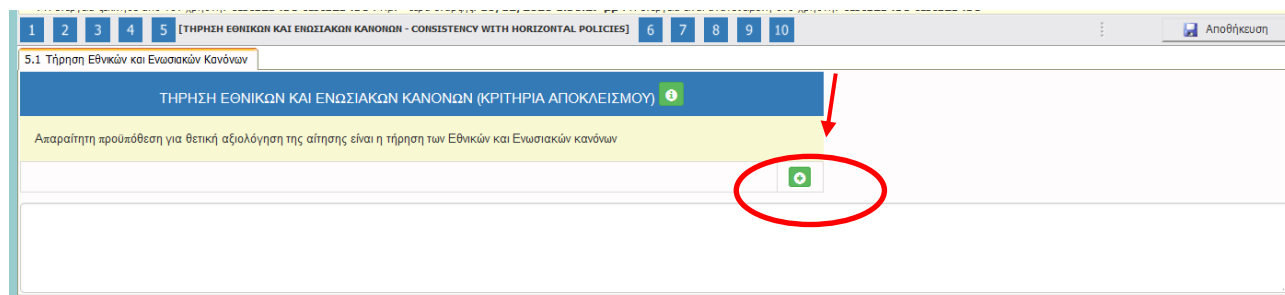 1 2 3 4 5 [ΤΗΡΗΣΗ ΕΘΝΙΚΩΝ ΚΑΙ ΕΝΩΣΙΑΚΩΝ ΚΑΝΟΝΩΝ - CONSISTENCY WITH HORIZONTAL POLICIES] 6 7 8 9 10 Αποθήκευση
5.1 Τήρηση Εθνικών και Ενωσιακών Κανόνων
ΤΗΡΗΣΗ ΕΘΝΙΚΩΝ ΚΑΙ ΕΝΩΣΙΑΚΩΝ ΚΑΝΟΝΩΝ (ΚΡΙΤΗΡΙΑ ΑΠΟΚΛΕΙΣΜΟΥ)
Απαραίτητη προϋπόθεση για θετική αξιολόγηση της αίτησης είναι η τήρηση των Εθνικών και Ενωσιακών κανόνων